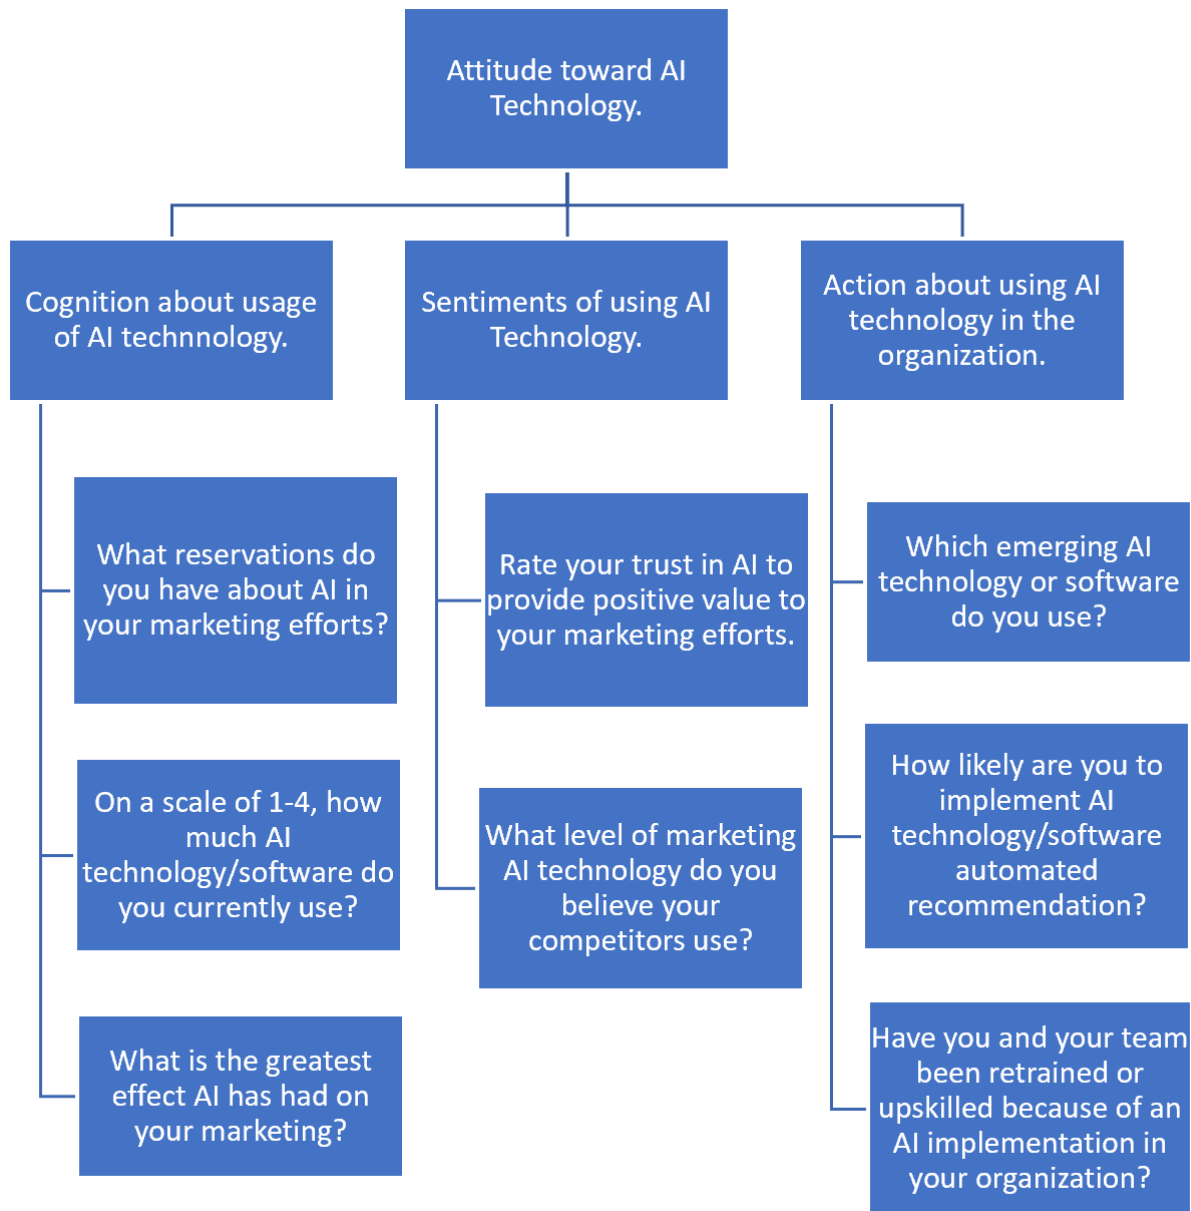 Attitude toward AI
Technology.
Cognition about usage
of AI technnology.
Sentiments of using AI
Technology.
Action about using AI
technology in the
organization.
What reservations do
you have about AI in
your marketing efforts?
On a scale of 1-4, how
much AI
technology/software do
you currently use?
What is the greatest
effect AI has had on
your marketing?
Rate your trust in AI to
provide positive value to
your marketing efforts.
What level of marketing
AI technology do you
believe your
competitors use?
Which emerging AI
technology or software
do you use?
How likely are you to
implement AI
technology/software
automated
recommendation?
Have you and your team
been retrained or
upskilled because of an
AI implementation in
your organization?